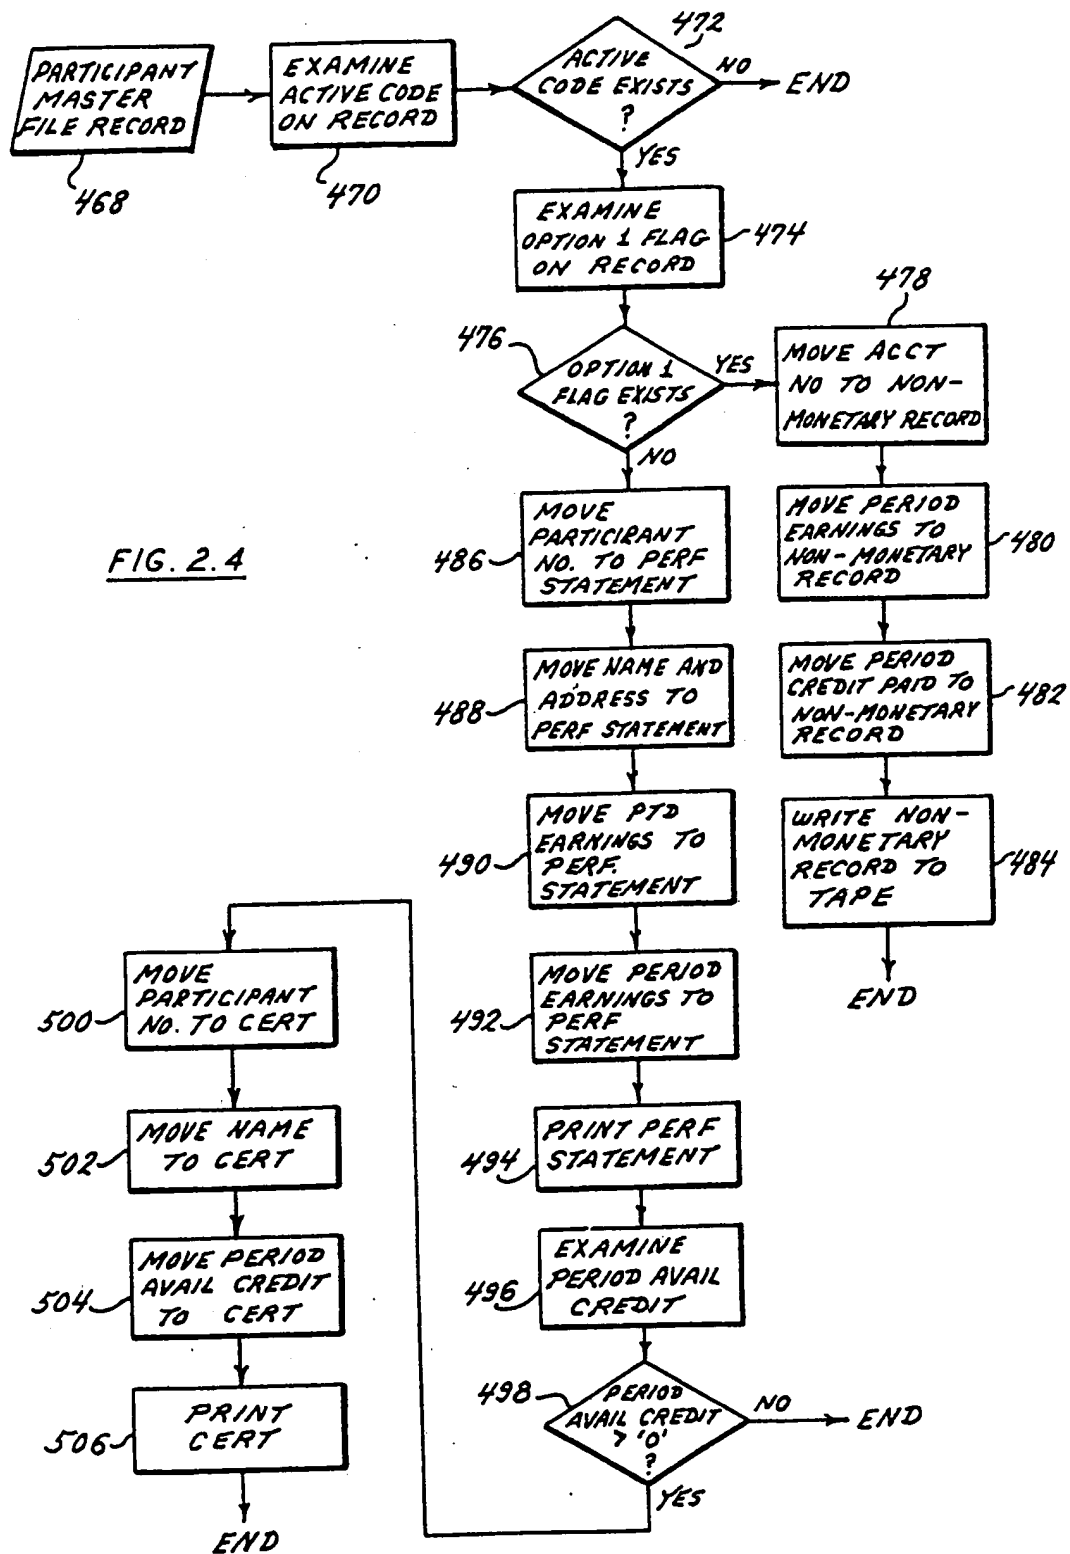 PARTICIPANT
MASTER
FILE RECORD
468
EXAMINE
ACTIVE CODE
ON RECORD
470
ACTIVE
CODE EXISTS
?
472
NO
END
YES
EXAMINE
OPTION 1 FLAG
ON RECORD
474
476
OPTION 1
FLAG EXISTS
?
YES
NO
478
MOVE ACCT
NO TO NON-
MONETARY RECORD
MOVE PERIOD
EARNINGS TO
NON-MONETARY
RECORD
480
MOVE PERIOD
CREDIT PAID TO
NON-MONETARY
RECORD
482
WRITE NON-
MONETARY
RECORD TO
TAPE
484
END
FIG. 2.4
486
MOVE
PARTICIPANT
NO. TO PERF
STATEMENT
488
MOVE NAME AND
ADDRESS TO
PERF STATEMENT
490
MOVE PTD
EARNINGS TO
PERF.
STATEMENT
492
MOVE PERIOD
EARNINGS TO
PERF
STATEMENT
494
PRINT PERF
STATEMENT
496
EXAMINE
PERIOD AVAIL
CREDIT
498
PERIOD
AVAIL CREDIT
> '0'
?
NO
END
YES
500
MOVE
PARTICIPANT
NO. TO CERT
502
MOVE NAME
TO CERT
504
MOVE PERIOD
AVAIL CREDIT
TO CERT
506
PRINT
CERT
END